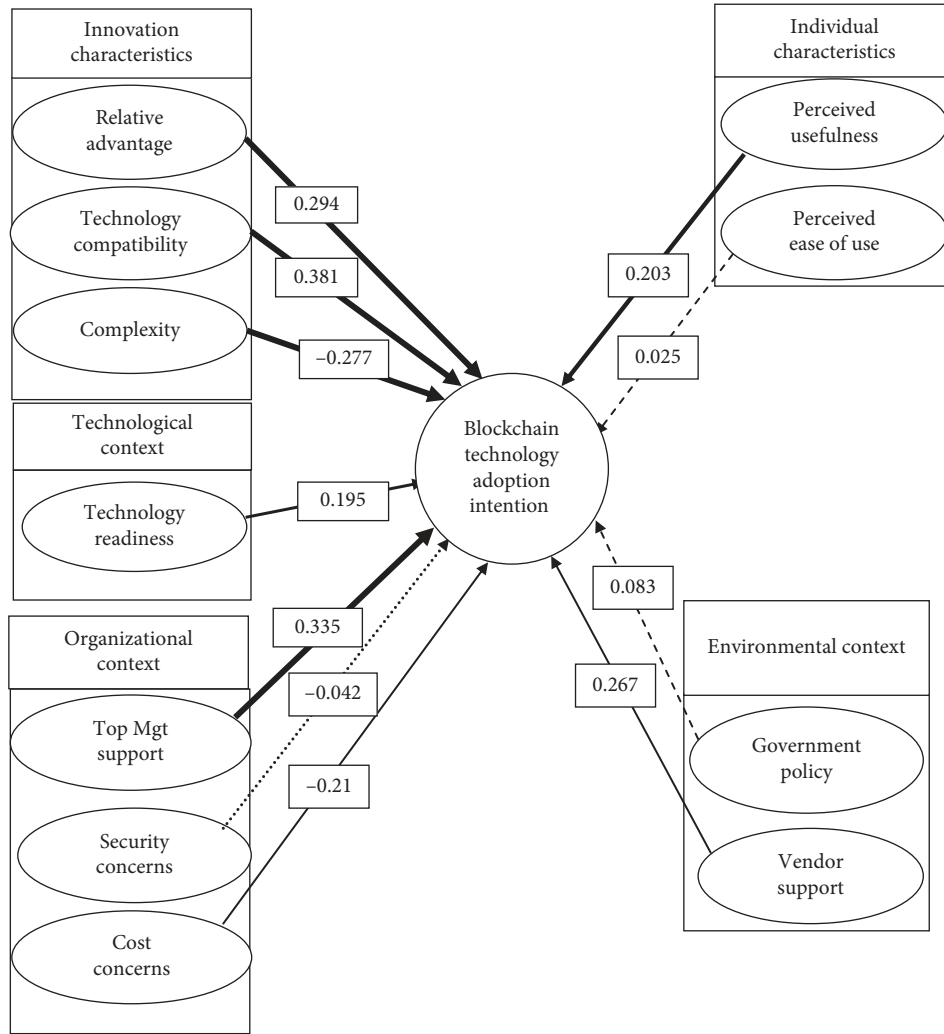 Innovation
characteristics
Relative
advantage
Technology
compatibility
Complexity
Technological
context
Technology
readiness
Organizational
context
Top Mgt
support
Security
concerns
Cost
concerns
0.294
0.381
–0.277
0.195
0.335
–0.042
–0.21
Blockchain
technology
adoption
intention
Individual
characteristics
Perceived
usefulness
Perceived
ease of use
0.203
0.025
0.083
0.267
Environmental context
Government
policy
Vendor
support